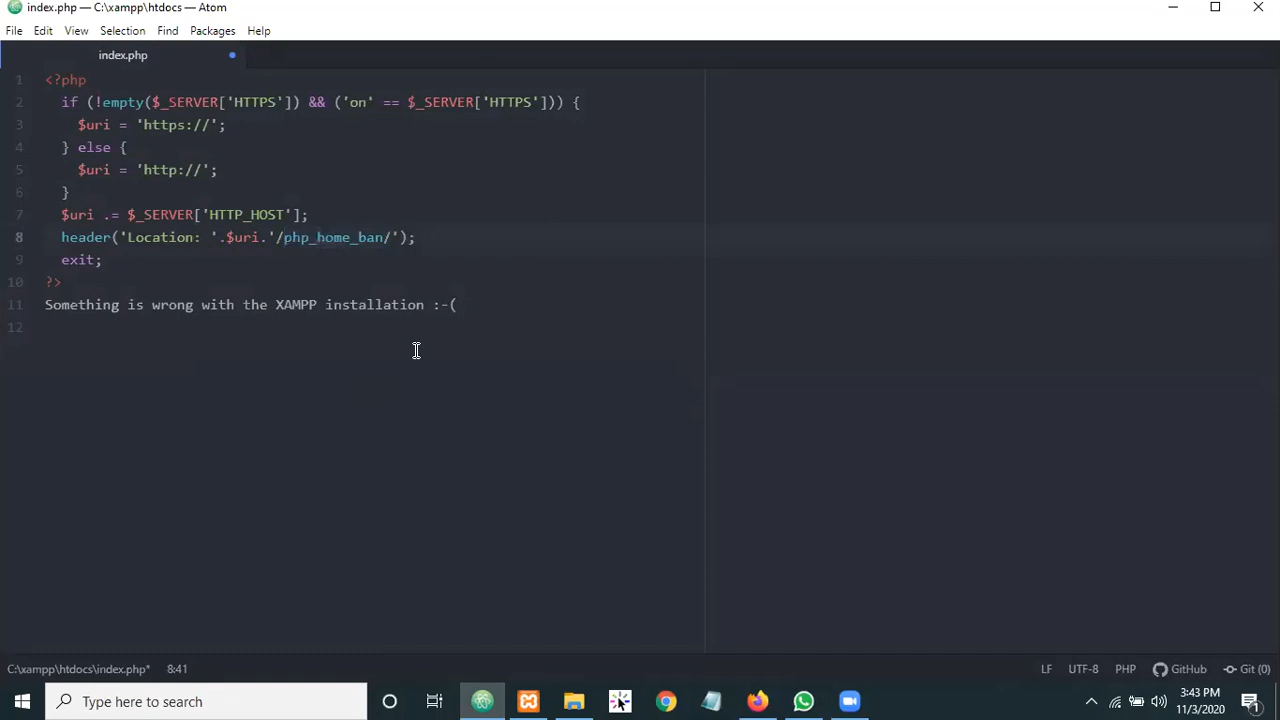 index.php — C:\xampp\htdocs — Atom
File Edit View Selection Find Packages Help
index.php
1 <?php
2 if (!empty($_SERVER['HTTPS']) && ('on' == $_SERVER['HTTPS'])) {
3 $uri = 'https://';
4 } else {
5 $uri = 'http://';
6 }
7 $uri .= $_SERVER['HTTP_HOST'];
8 header('Location: '.$uri.'/php_home_ban/');
9 exit;
10 ?>
11 Something is wrong with the XAMPP installation :-(
12
C:\xampp\htdocs\index.php* 8:41 LF UTF-8 PHP GitHub Git (0)
Type here to search
3:43 PM
11/3/2020
1